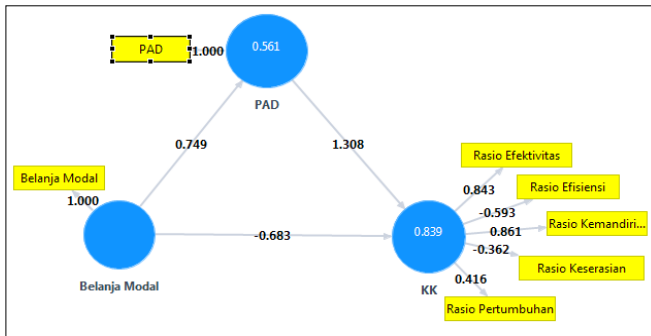 PAD
1.000
0.561
PAD
0.749
1.308
Belanja Modal
1.000
Belanja Modal
-0.683
0.839
KK
Rasio Efektivitas
0.843
Rasio Efisiensi
-0.593
0.861
Rasio Kemandiri...
-0.362
Rasio Keserasian
0.416
Rasio Pertumbuhan